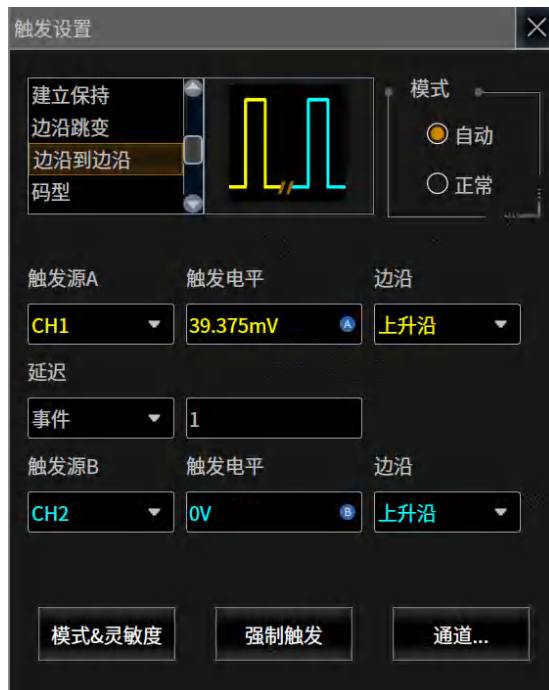 触发设置
建立保持
边沿跳变
边沿到边沿
码型
模式
自动
正常
触发源A 触发电平 边沿
CH1 39.375mV A 上升沿
延迟
事件 1
触发源B 触发电平 边沿
CH2 0V B 上升沿
模式&灵敏度 强制触发 通道...